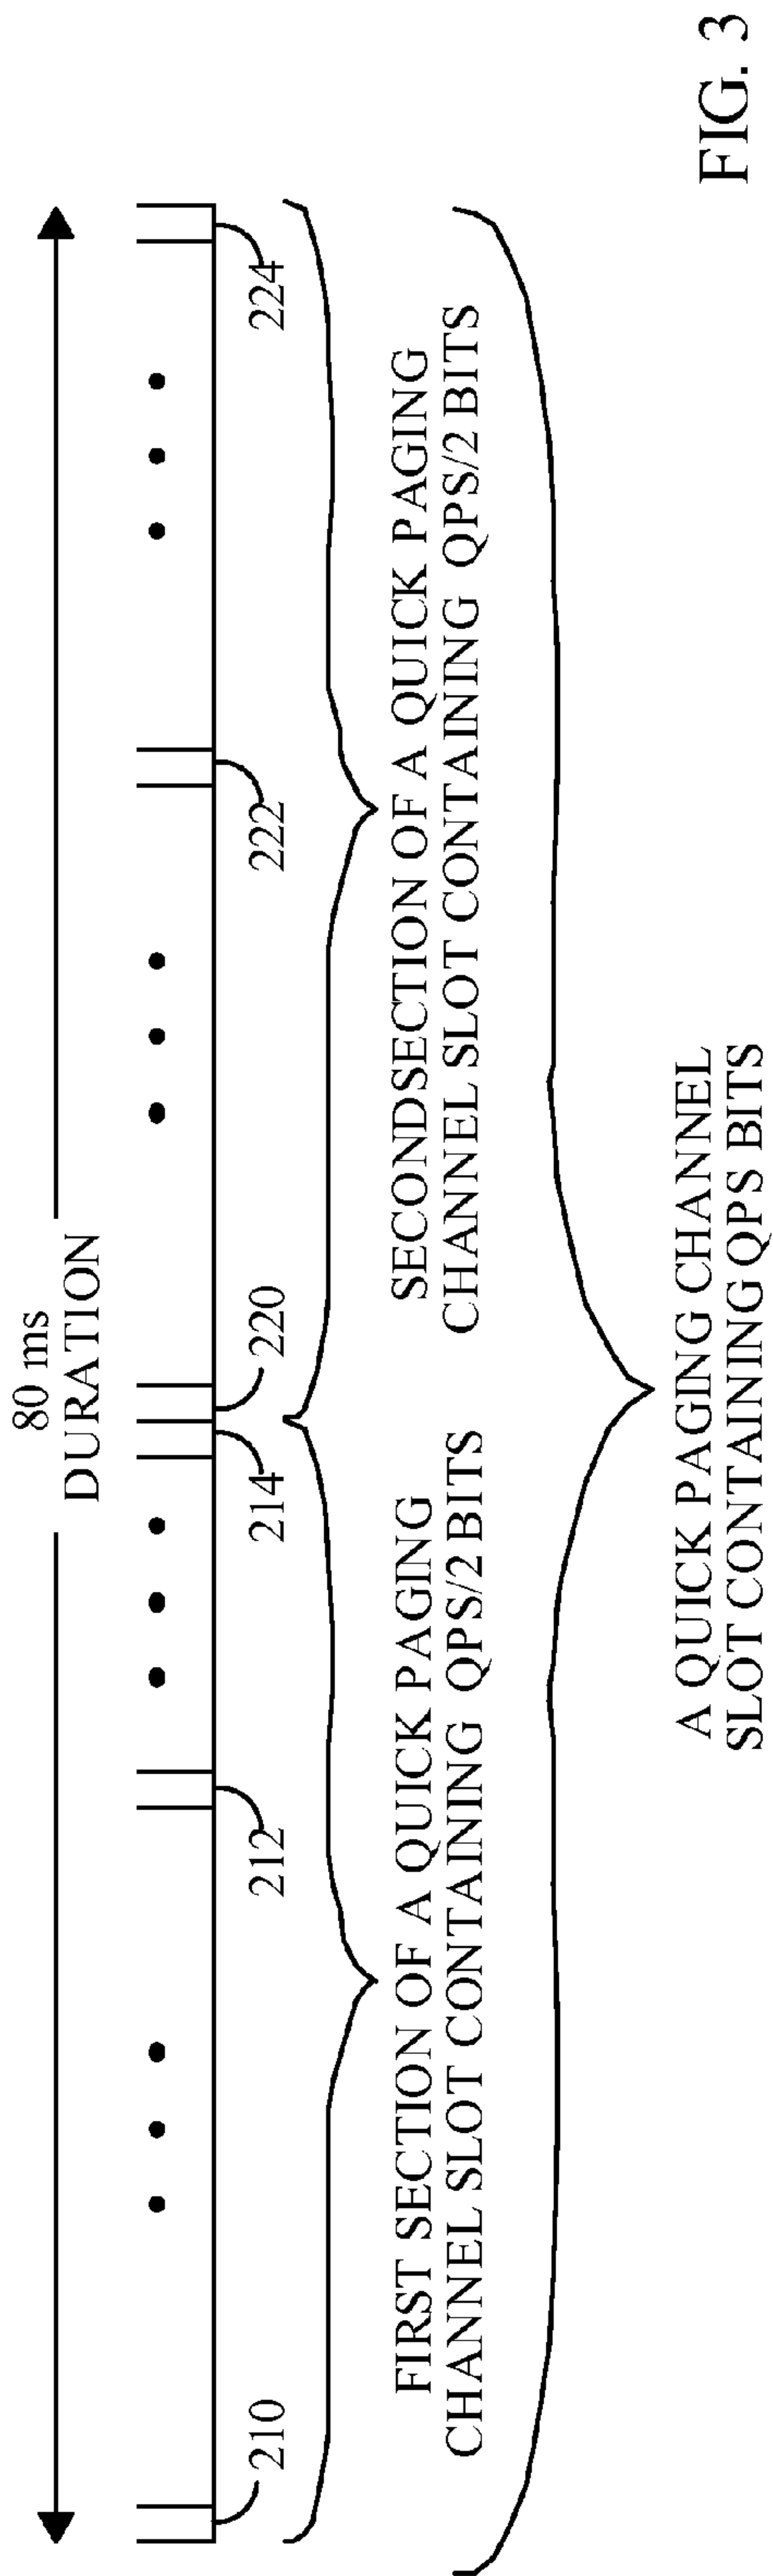 80 ms
DURATION
210
212
214
220
222
224
FIRST SECTION OF A QUICK PAGING
CHANNEL SLOT CONTAINING QPS/2 BITS
SECONDSECTION OF A QUICK PAGING
CHANNEL SLOT CONTAINING QPS/2 BITS
A QUICK PAGING CHANNEL
SLOT CONTAINING QPS BITS
FIG. 3